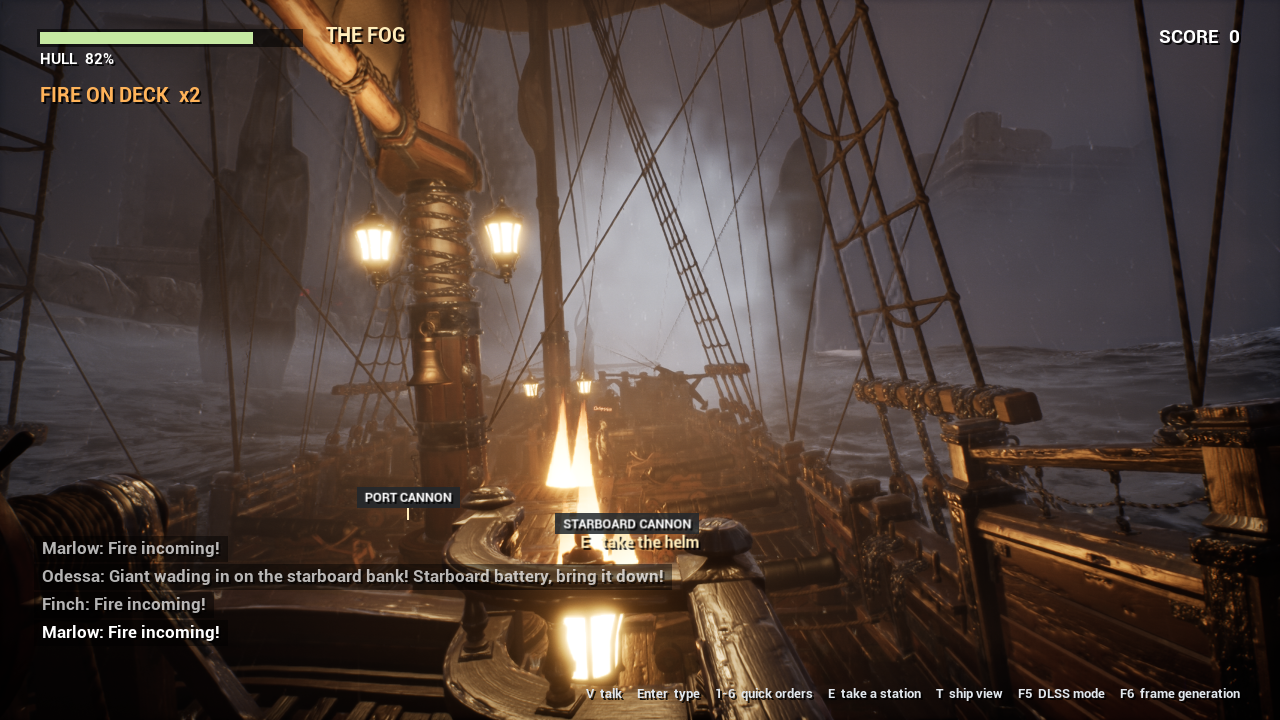 THE FOG
SCORE 0
HULL 82%
FIRE ON DECK x2
Odessa
PORT CANNON
STARBOARD CANNON
E take the helm
Marlow: Fire incoming!
Odessa: Giant wading in on the starboard bank! Starboard battery, bring it down!
Finch: Fire incoming!
Marlow: Fire incoming!
V talk Enter type 1-6 quick orders E take a station T ship view F5 DLSS mode F6 frame generation